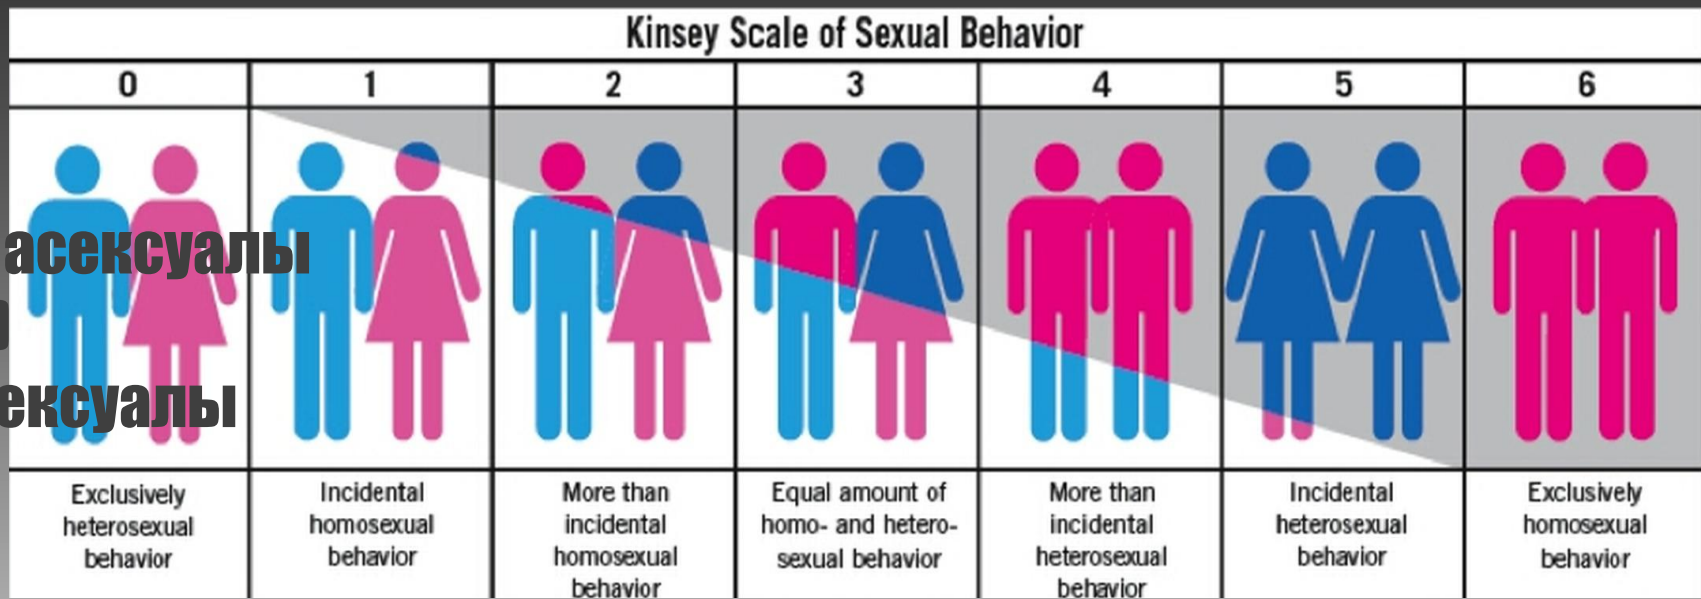 Kinsey Scale of Sexual Behavior
0 1 2 3 4 5 6
асексуалы
ексуалы
Exclusively
heterosexual
behavior
Incidental
homosexual
behavior
More than
incidental
homosexual
behavior
Equal amount of
homo- and hetero-
sexual behavior
More than
incidental
heterosexual
behavior
Incidental
heterosexual
behavior
Exclusively
homosexual
behavior